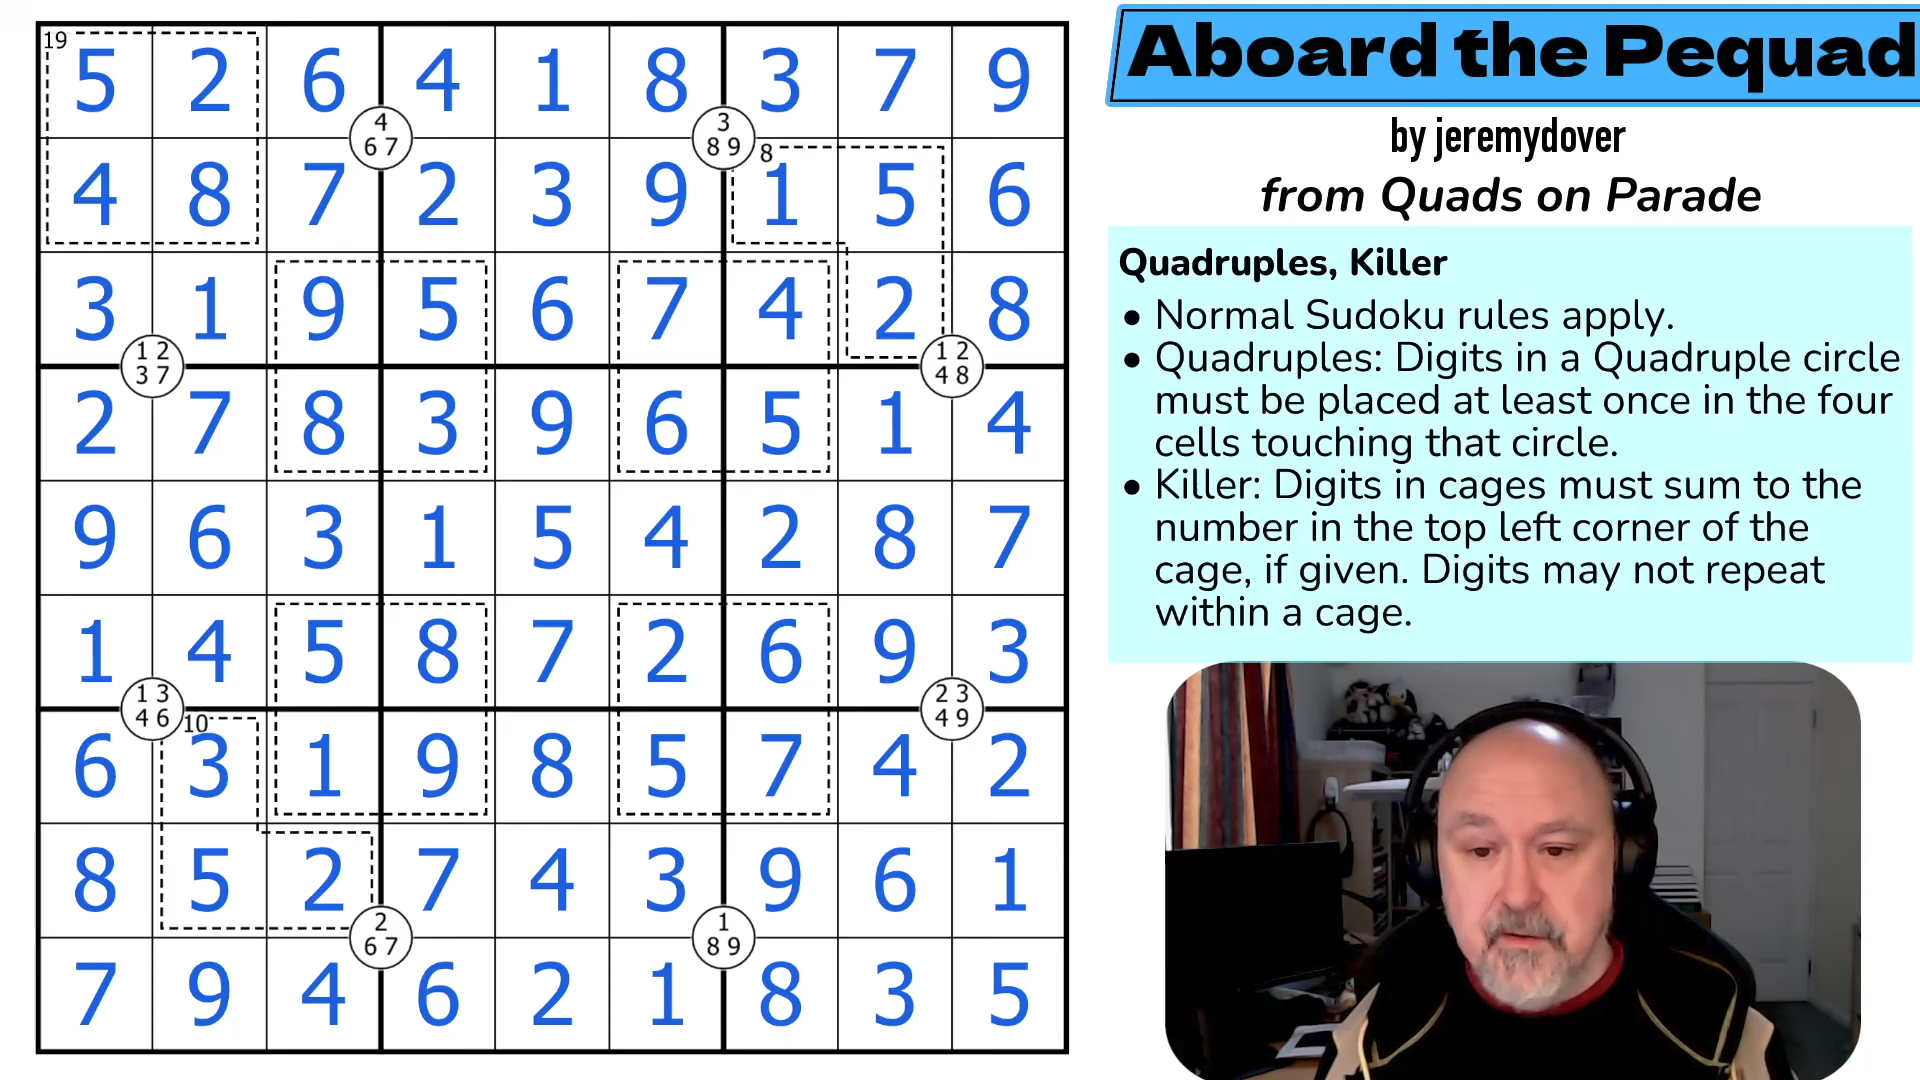 Aboard the Pequad
by jeremydover
from Quads on Parade
Quadruples, Killer
• Normal Sudoku rules apply.
• Quadruples: Digits in a Quadruple circle
must be placed at least once in the four
cells touching that circle.
• Killer: Digits in cages must sum to the
number in the top left corner of the
cage, if given. Digits may not repeat
within a cage.
19
5 2 6 4 1 8 3 7 9
4
6 7
3
8 9
8
4 8 7 2 3 9 1 5 6
3 1 9 5 6 7 4 2 8
1 2
3 7
1 2
4 8
2 7 8 3 9 6 5 1 4
9 6 3 1 5 4 2 8 7
1 4 5 8 7 2 6 9 3
1 3
4 6
10
2 3
4 9
6 3 1 9 8 5 7 4 2
8 5 2 7 4 3 9 6 1
2
6 7
1
8 9
7 9 4 6 2 1 8 3 5